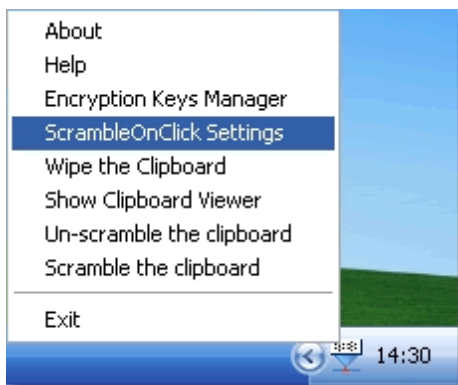 About
Help
Encryption Keys Manager
ScrambleOnClick Settings
Wipe the Clipboard
Show Clipboard Viewer
Un-scramble the clipboard
Scramble the clipboard
Exit
14:30